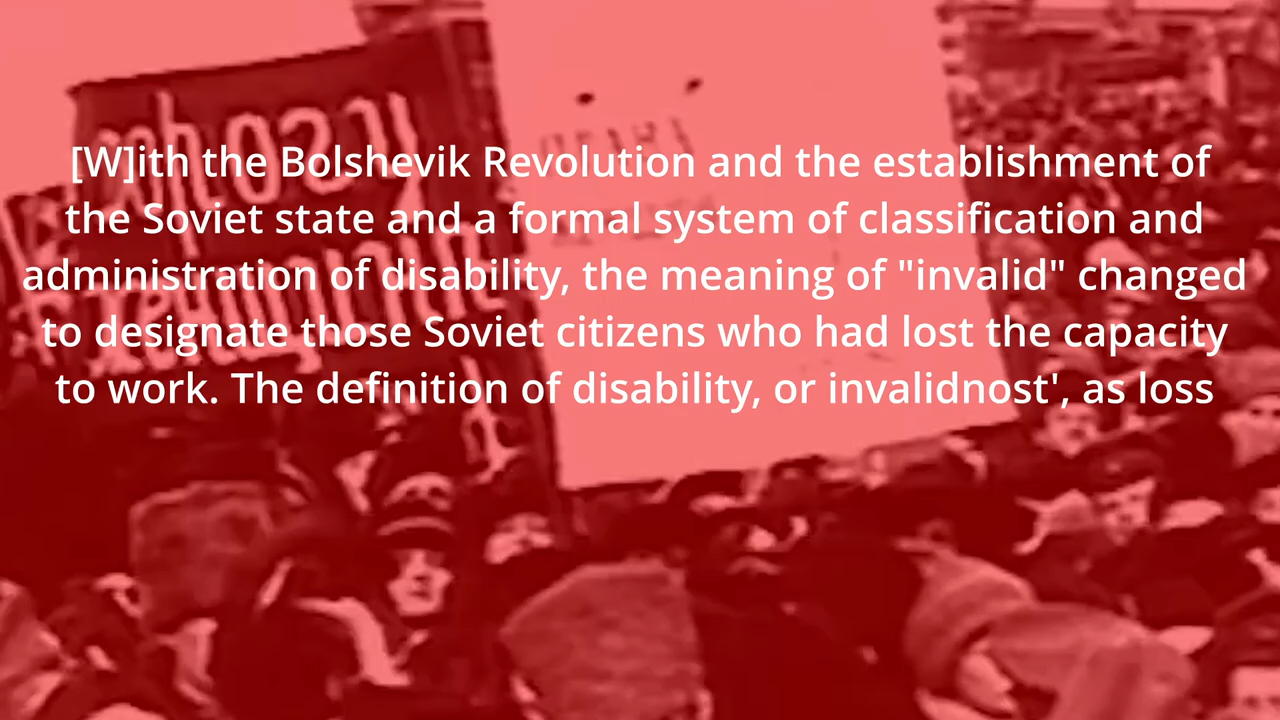 [W]ith the Bolshevik Revolution and the establishment of
the Soviet state and a formal system of classification and
administration of disability, the meaning of "invalid" changed
to designate those Soviet citizens who had lost the capacity
to work. The definition of disability, or invalidnost', as loss